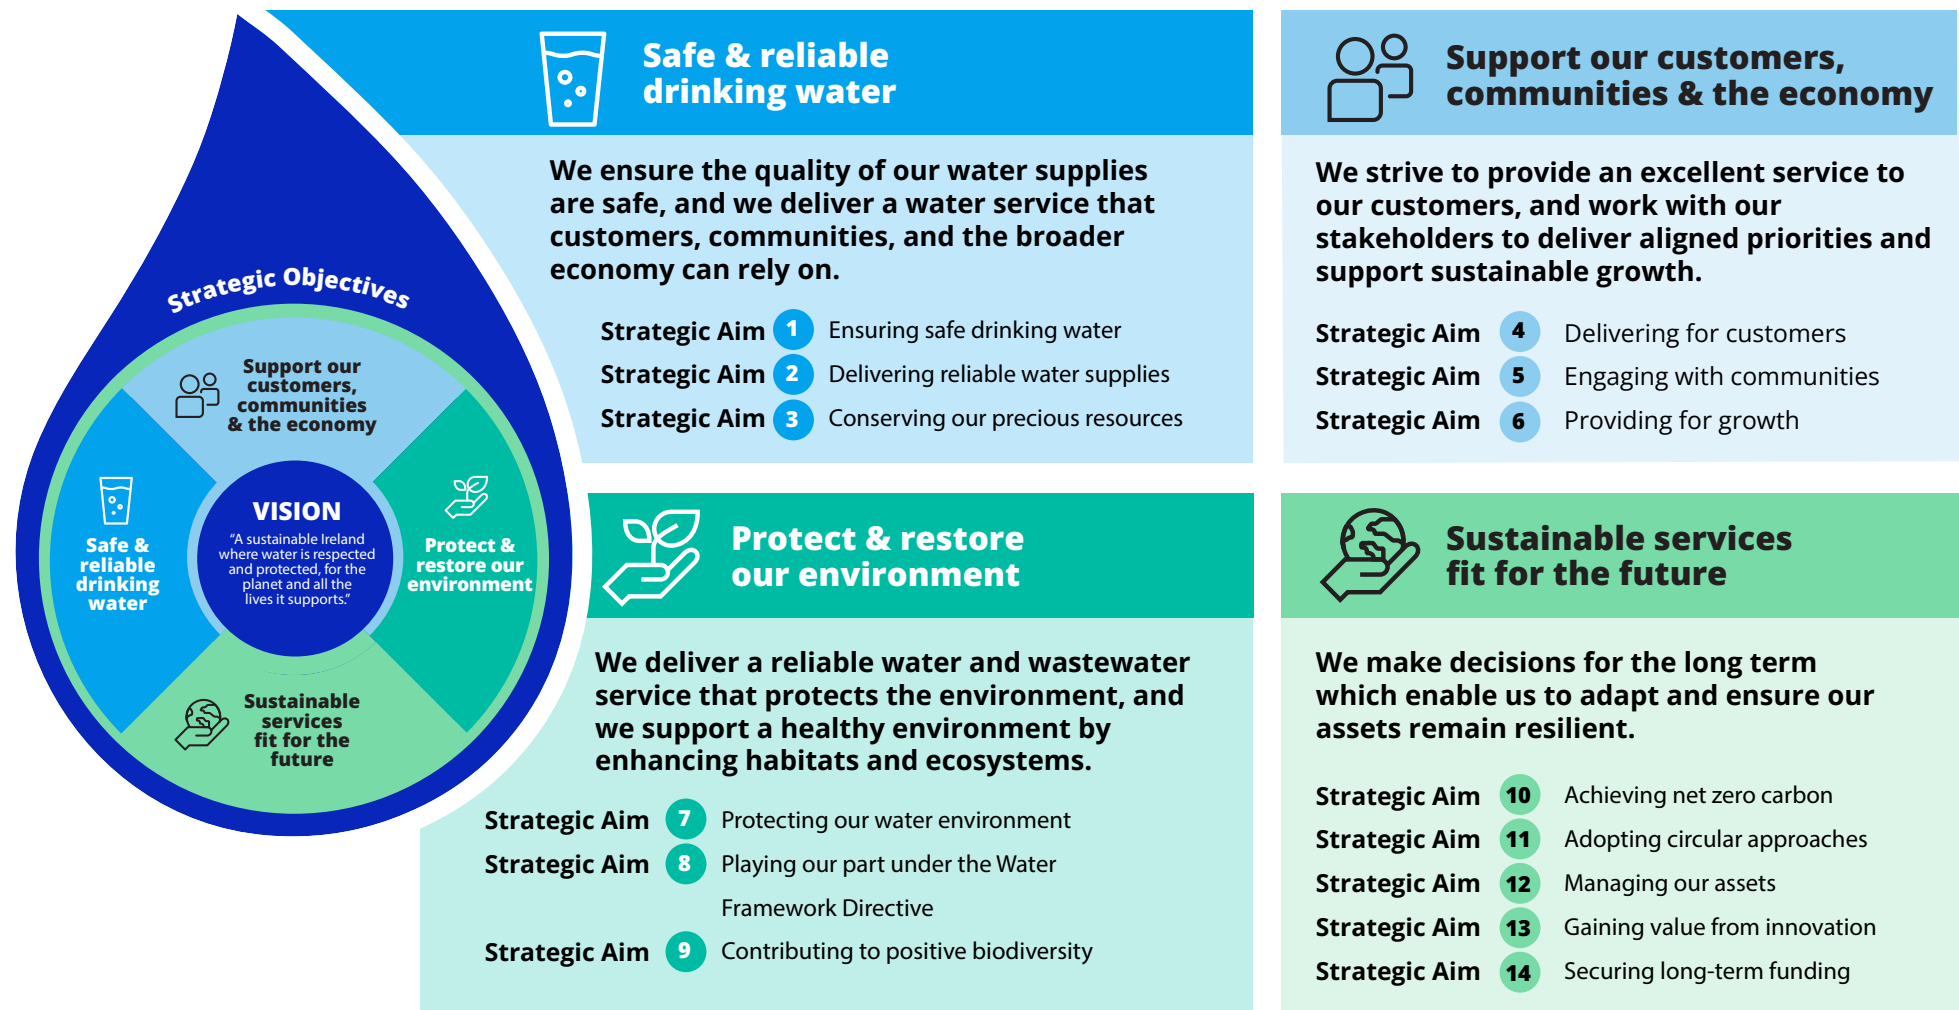 Strategic Objectives
Support our
customers,
communities
& the economy
Safe &
reliable
drinking
water
VISION
“A sustainable Ireland
where water is respected
and protected, for the
planet and all the
lives it supports.”
Protect &
restore our
environment
Sustainable
services
fit for the
future
Safe & reliable
drinking water
We ensure the quality of our water supplies
are safe, and we deliver a water service that
customers, communities, and the broader
economy can rely on.
Strategic Aim 1 Ensuring safe drinking water
Strategic Aim 2 Delivering reliable water supplies
Strategic Aim 3 Conserving our precious resources
Support our customers,
communities & the economy
We strive to provide an excellent service to
our customers, and work with our
stakeholders to deliver aligned priorities and
support sustainable growth.
Strategic Aim 4 Delivering for customers
Strategic Aim 5 Engaging with communities
Strategic Aim 6 Providing for growth
Protect & restore
our environment
We deliver a reliable water and wastewater
service that protects the environment, and
we support a healthy environment by
enhancing habitats and ecosystems.
Strategic Aim 7 Protecting our water environment
Strategic Aim 8 Playing our part under the Water
Framework Directive
Strategic Aim 9 Contributing to positive biodiversity
Sustainable services
fit for the future
We make decisions for the long term
which enable us to adapt and ensure our
assets remain resilient.
Strategic Aim 10 Achieving net zero carbon
Strategic Aim 11 Adopting circular approaches
Strategic Aim 12 Managing our assets
Strategic Aim 13 Gaining value from innovation
Strategic Aim 14 Securing long-term funding